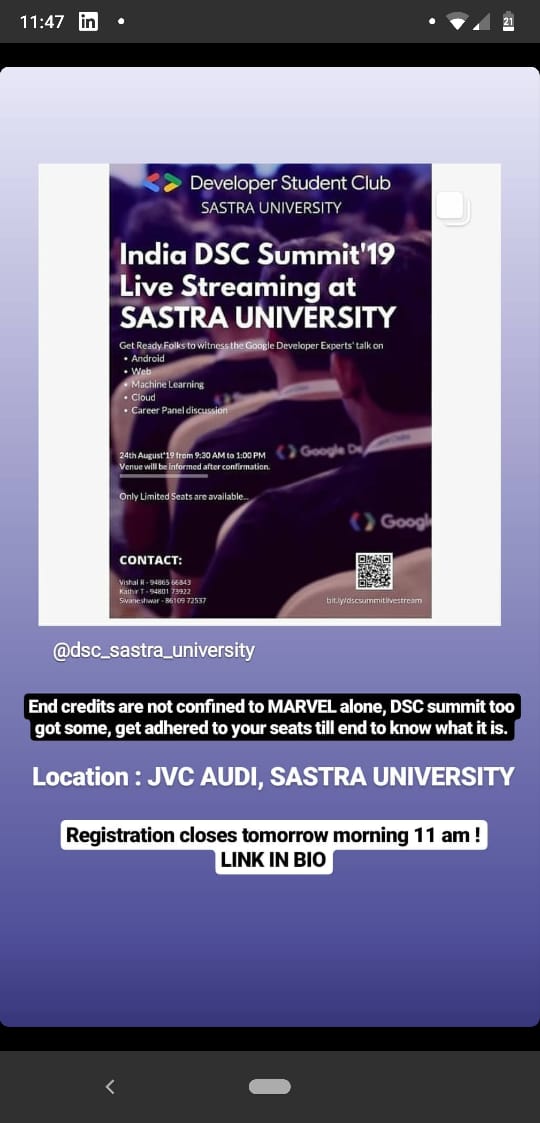 11:47
in
21
Developer Student Club
SASTRA UNIVERSITY
India DSC Summit'19
Live Streaming at
SASTRA UNIVERSITY
Get Ready Folks to witness the Google Developer Experts' talk on
• Android
• Web
• Machine Learning
• Cloud
• Career Panel discussion
24th August'19 from 9:30 AM to 1:00 PM
Venue will be informed after confirmation.
Google De
Only Limited Seats are available...
Googl
CONTACT:
Vishal R - 94865 66843
Kathir T - 94801 73922
Sivaneshwar - 86109 72537
bit.ly/dscsummitlivestream
@dsc_sastra_university
End credits are not confined to MARVEL alone, DSC summit too
got some, get adhered to your seats till end to know what it is.
Location : JVC AUDI, SASTRA UNIVERSITY
Registration closes tomorrow morning 11 am !
LINK IN BIO